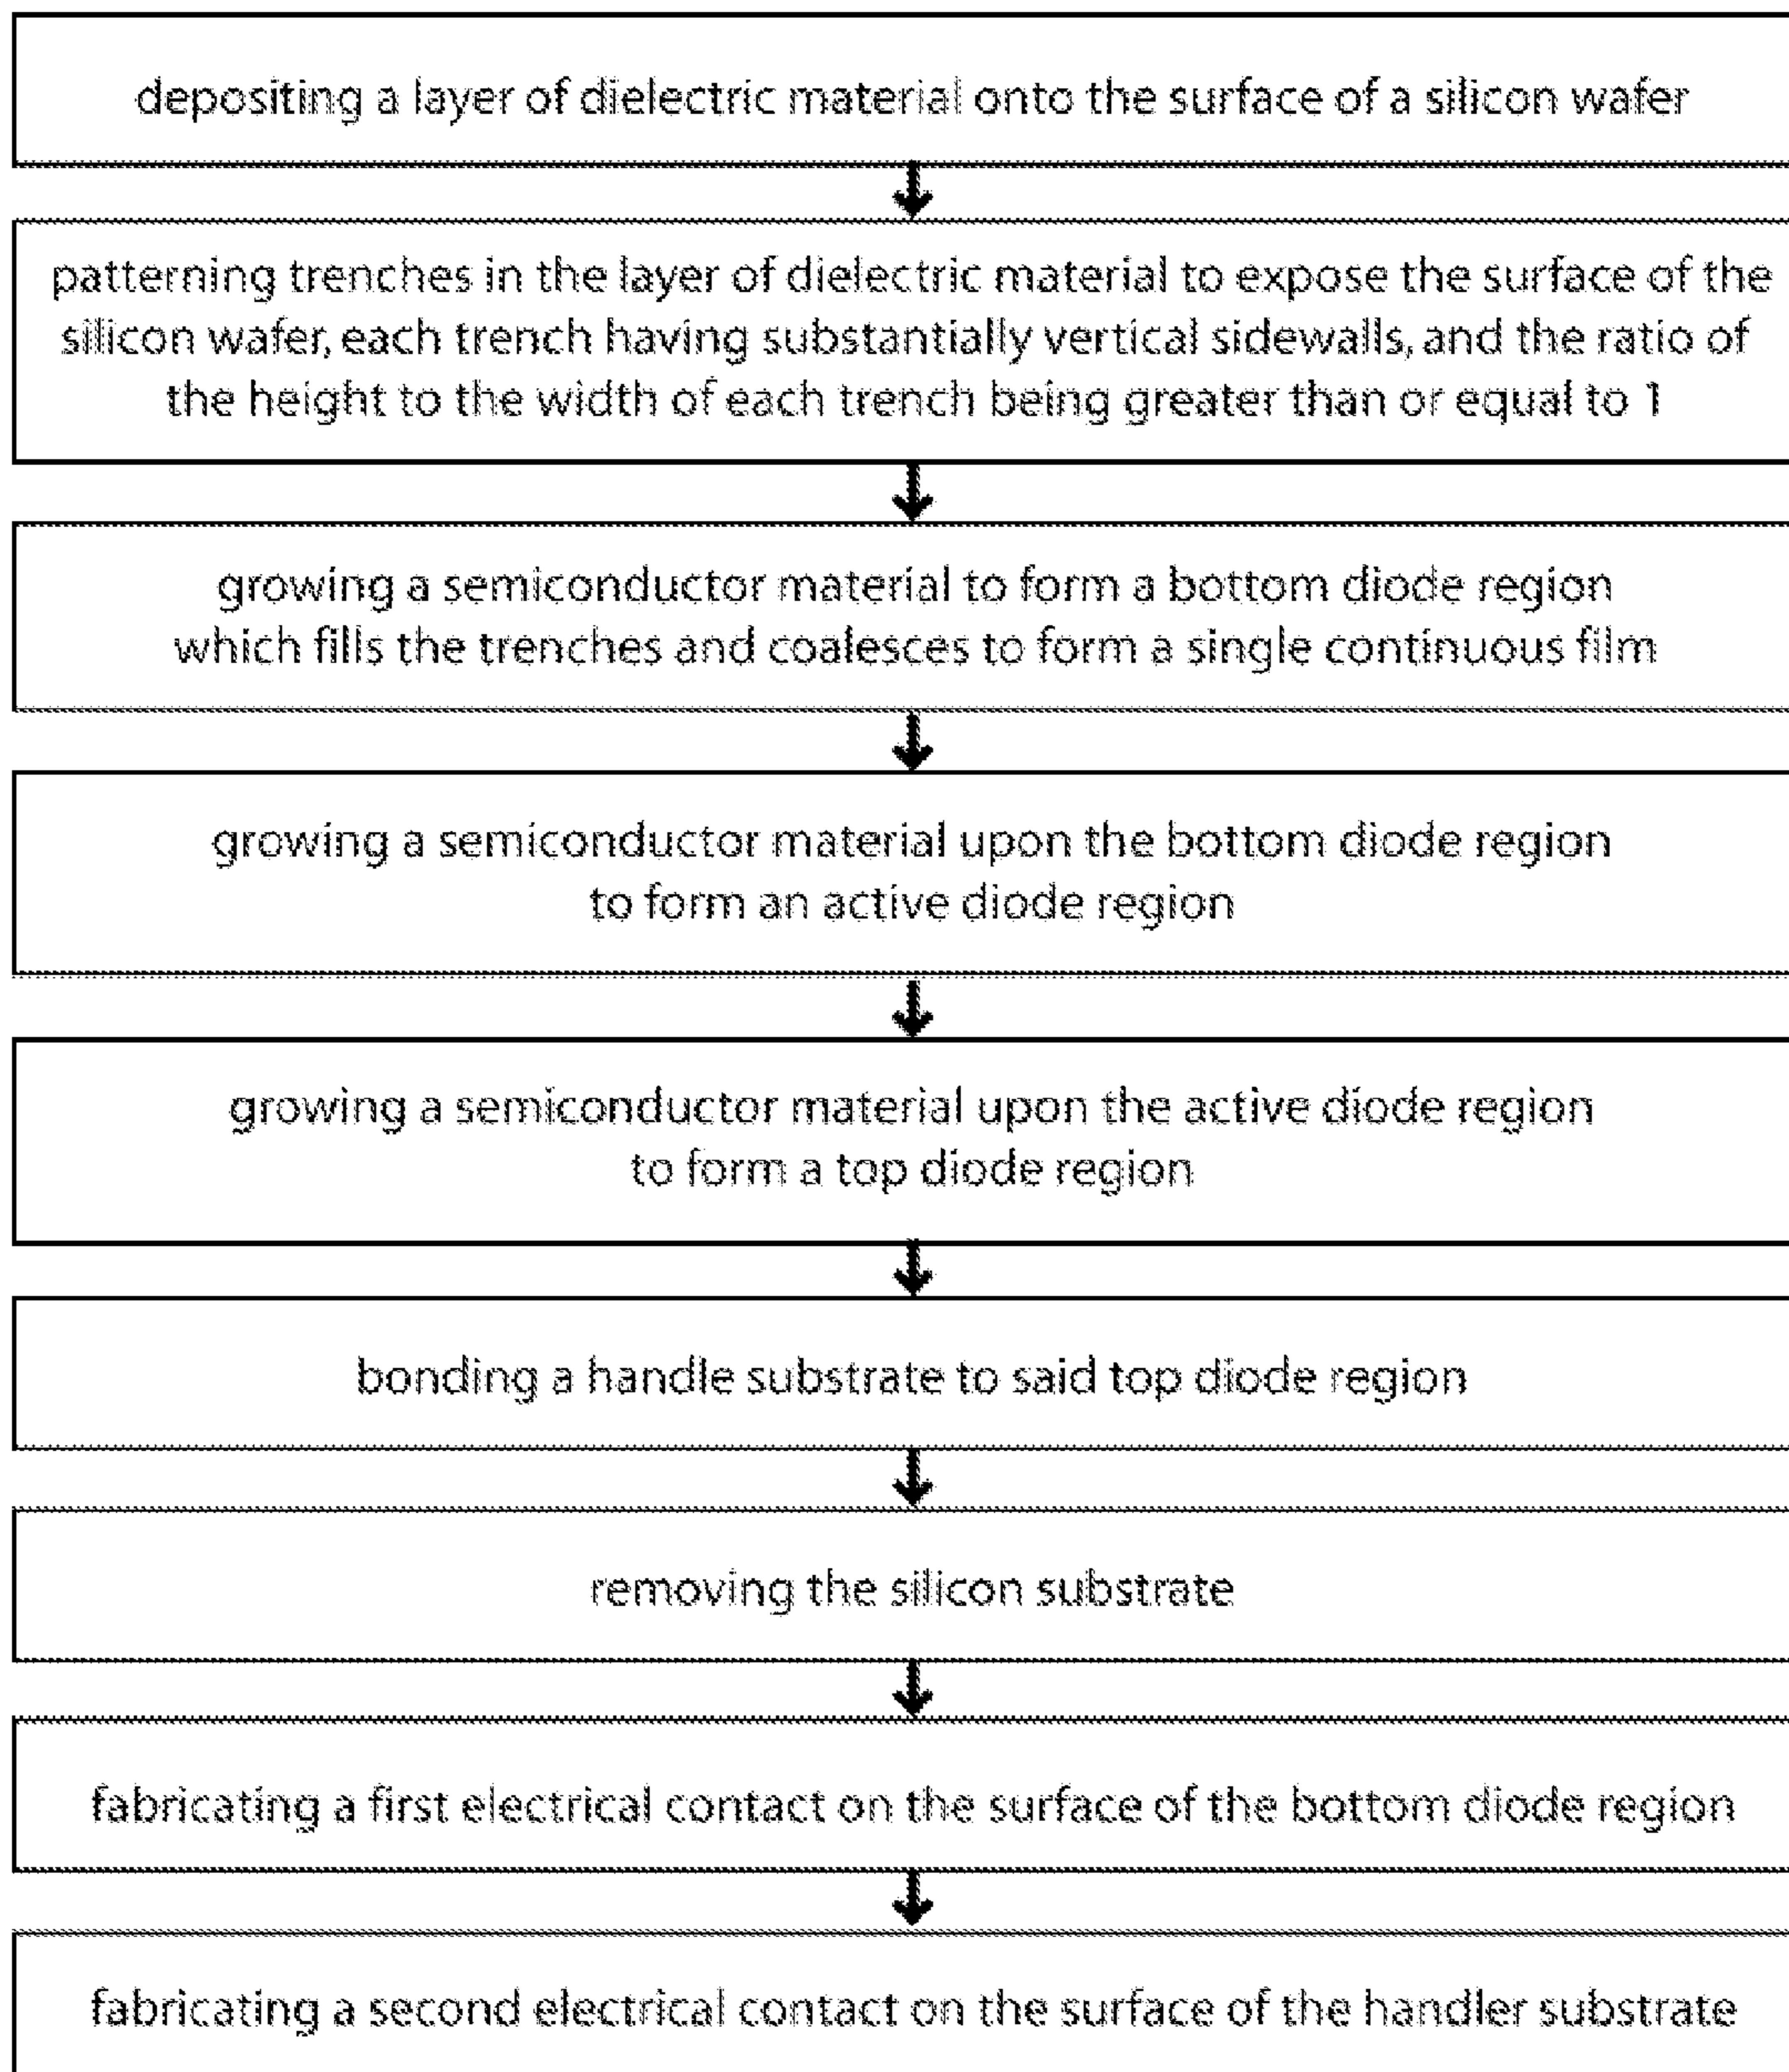 depositing a layer of dielectric material onto the surface of a silicon wafer
patterning trenches in the layer of dielectric material to expose the surface of the
silicon wafer, each trench having substantially vertical sidewalls, and the ratio of
the height to the width of each trench being greater than or equal to 1
growing a semiconductor material to form a bottom diode region
which fills the trenches and coalesces to form a single continuous film
growing a semiconductor material upon the bottom diode region
to form an active diode region
growing a semiconductor material upon the active diode region
to form a top diode region
bonding a handle substrate to said top diode region
removing the silicon substrate
fabricating a first electrical contact on the surface of the bottom diode region
fabricating a second electrical contact on the surface of the handler substrate